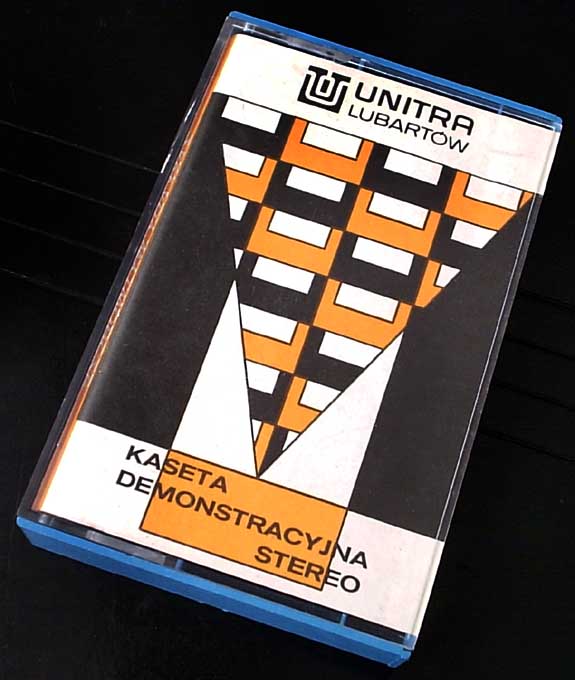 UNITRA
LUBARTÓW
KASETA
DEMONSTRACYJNA
STEREO